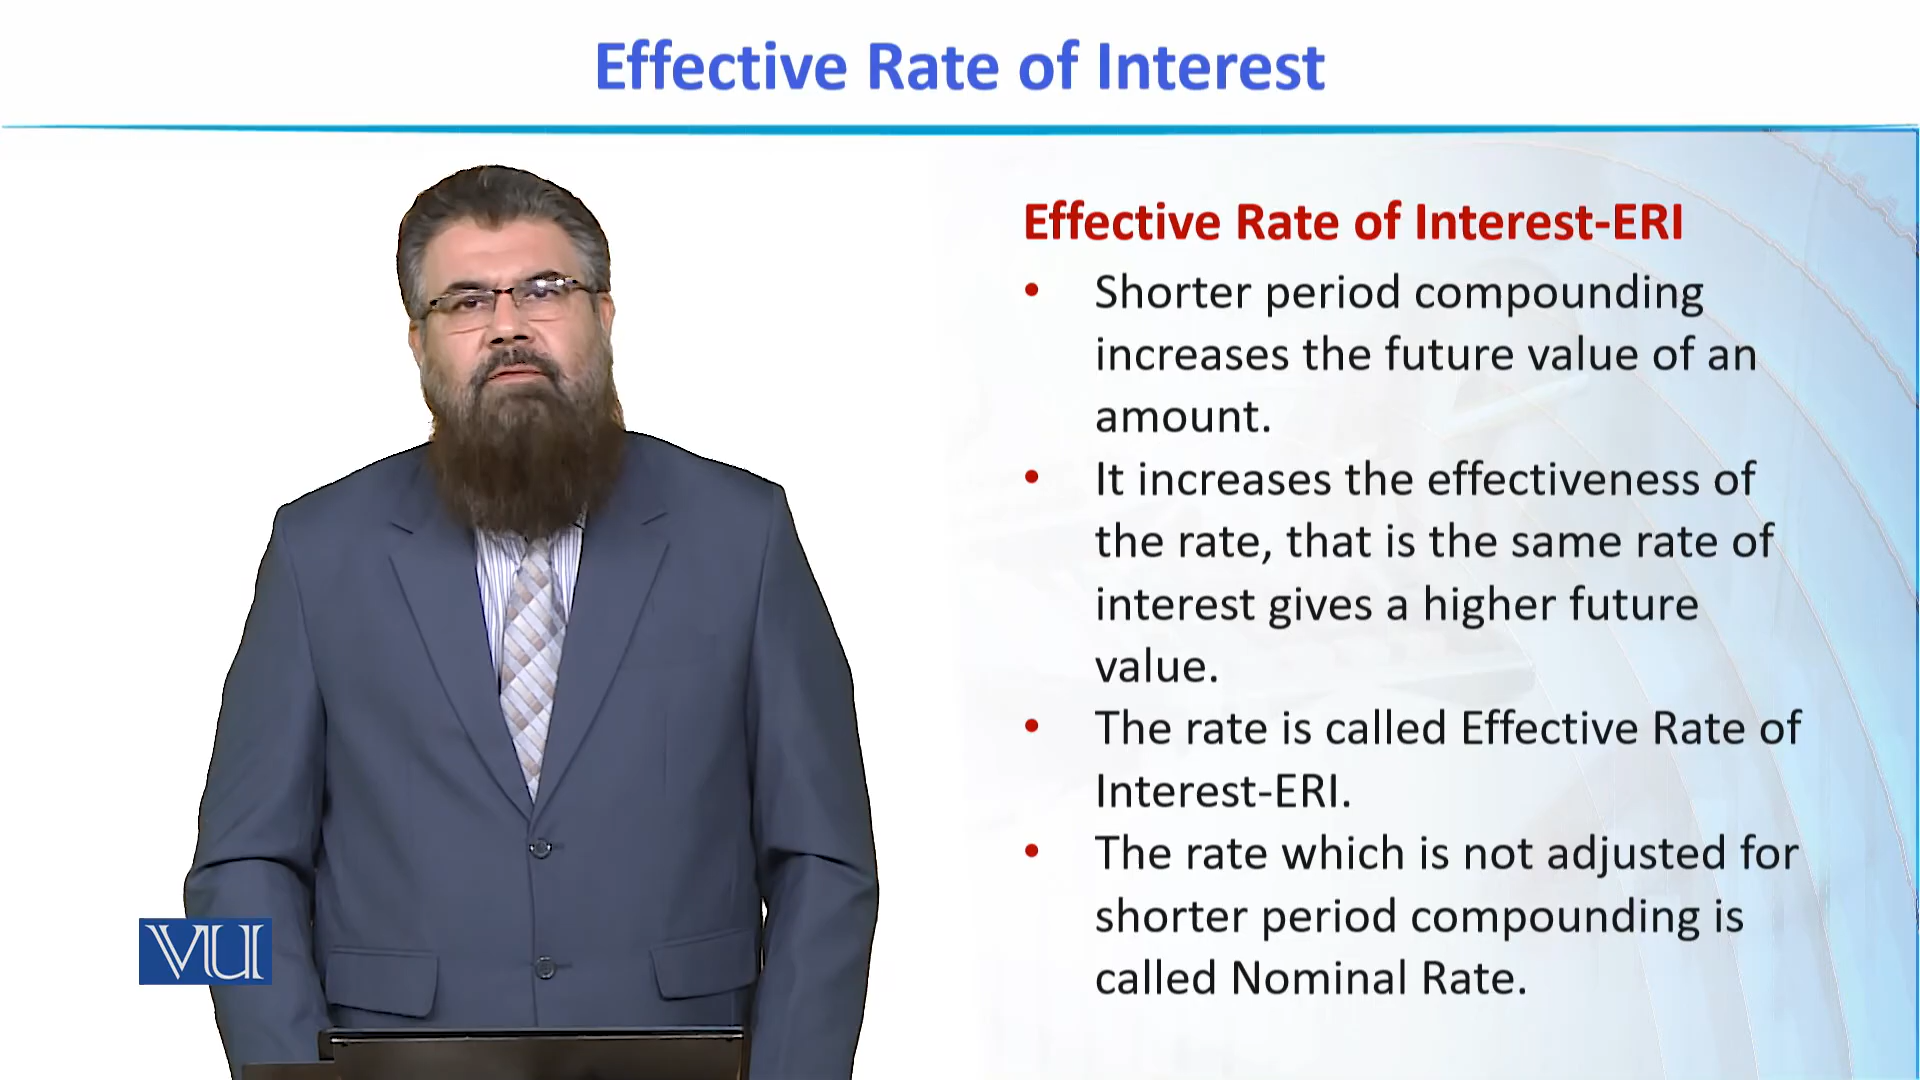 Effective Rate of Interest
Effective Rate of Interest-ERI
• Shorter period compounding
increases the future value of an
amount.
• It increases the effectiveness of
the rate, that is the same rate of
interest gives a higher future
value.
• The rate is called Effective Rate of
Interest-ERI.
• The rate which is not adjusted for
shorter period compounding is
called Nominal Rate.
VU